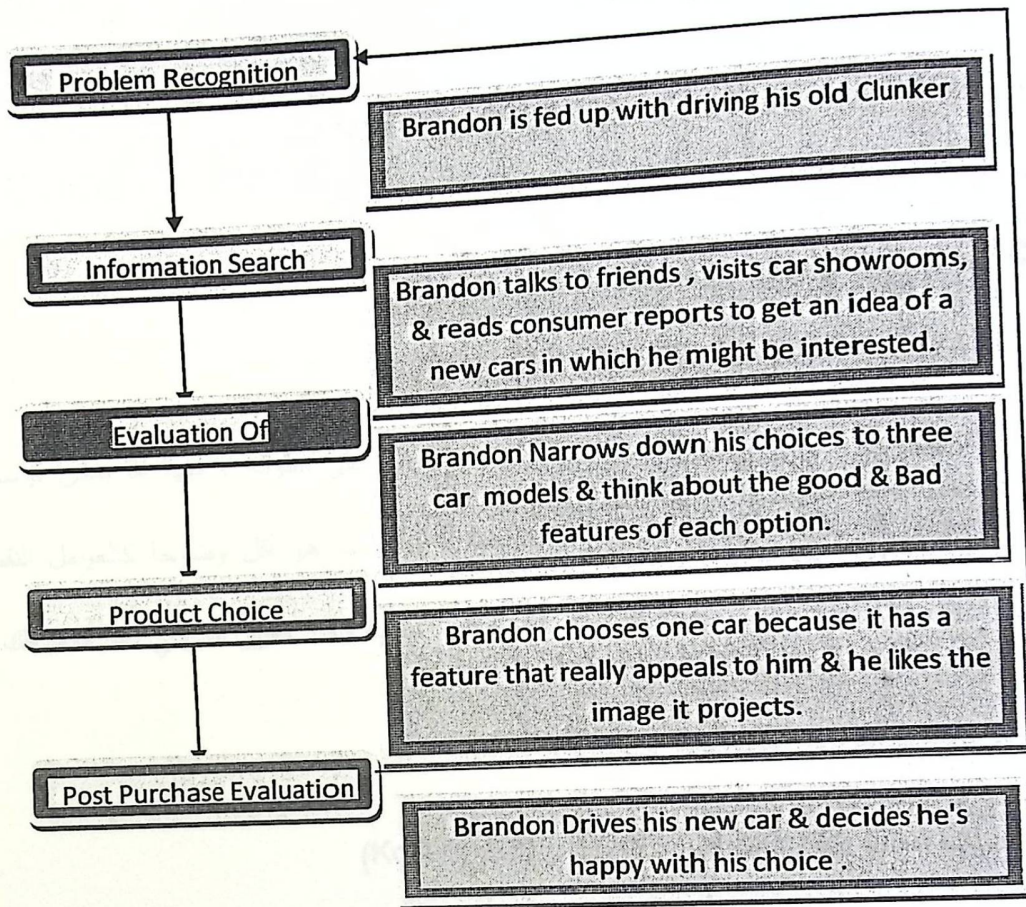 Problem Recognition
Brandon is fed up with driving his old Clunker
Information Search
Brandon talks to friends , visits car showrooms,
& reads consumer reports to get an idea of a
new cars in which he might be interested.
Evaluation Of
Brandon Narrows down his choices to three
car models & think about the good & Bad
features of each option.
Product Choice
Brandon chooses one car because it has a
feature that really appeals to him & he likes the
image it projects.
Post Purchase Evaluation
Brandon Drives his new car & decides he's
happy with his choice .